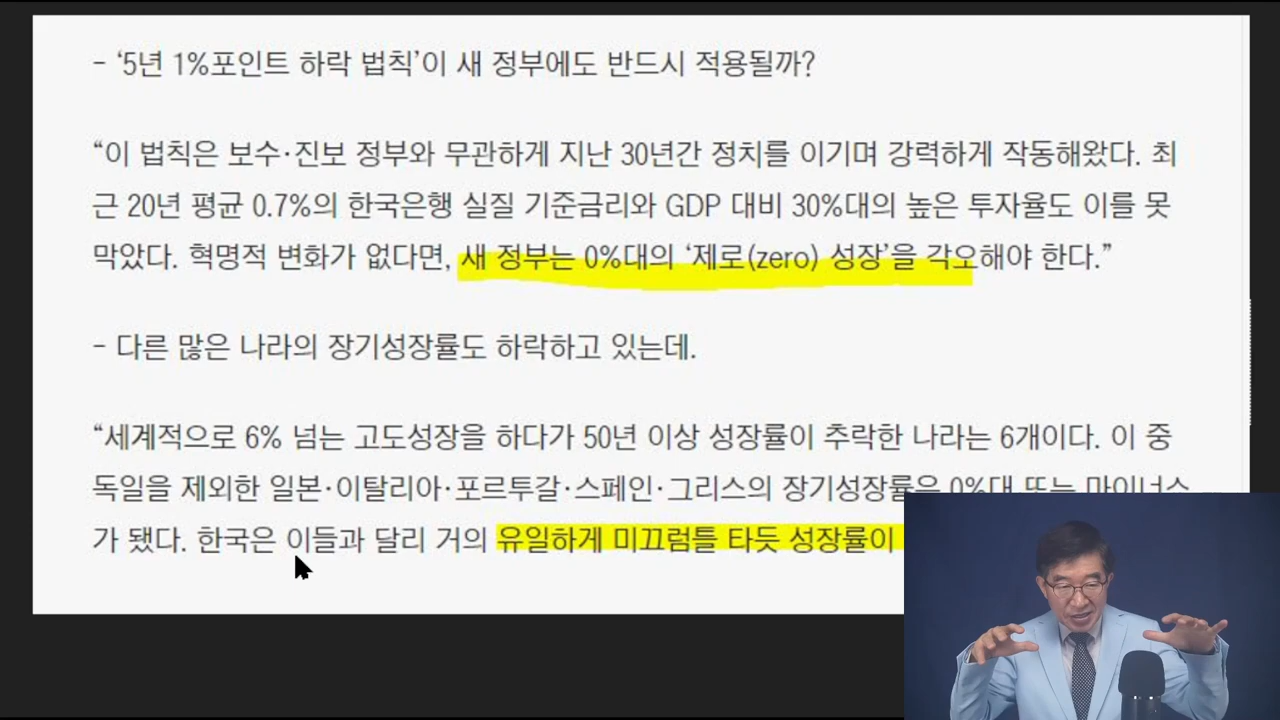 - ‘5년 1%포인트 하락 법칙’이 새 정부에도 반드시 적용될까?
“이 법칙은 보수·진보 정부와 무관하게 지난 30년간 정치를 이기며 강력하게 작동해왔다. 최
근 20년 평균 0.7%의 한국은행 실질 기준금리와 GDP 대비 30%대의 높은 투자율도 이를 못
막았다. 혁명적 변화가 없다면, 새 정부는 0%대의 ‘제로(zero) 성장’을 각오해야 한다.”
- 다른 많은 나라의 장기성장률도 하락하고 있는데.
“세계적으로 6% 넘는 고도성장을 하다가 50년 이상 성장률이 추락한 나라는 6개이다. 이 중
독일을 제외한 일본·이탈리아·포르투갈·스페인·그리스의 장기성장률은 0%대 또는 마이너스
가 됐다. 한국은 이들과 달리 거의 유일하게 미끄럼틀 타듯 성장률이